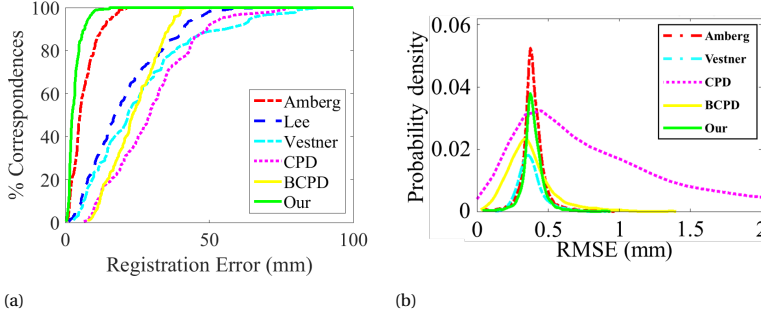 100
80
60
40
20
0
% Correspondences
0
50
100
Registration Error (mm)
Amberg
Lee
Vestner
CPD
BCPD
Our
(a)
0.06
0.04
0.02
0
Probability density
0
0.5
1
1.5
2
RMSE (mm)
Amberg
Vestner
CPD
BCPD
Our
(b)